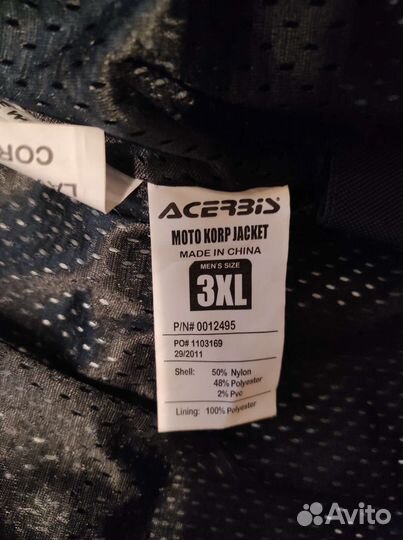 LA
COR
ACERBIS
MOTO KORP JACKET
MADE IN CHINA
MEN'S SIZE
3XL
P/N# 0012495
PO# 1103169
29/2011
Shell: 50% Nylon
48% Polyester
2% Pvc
Lining: 100% Polyester
Avito